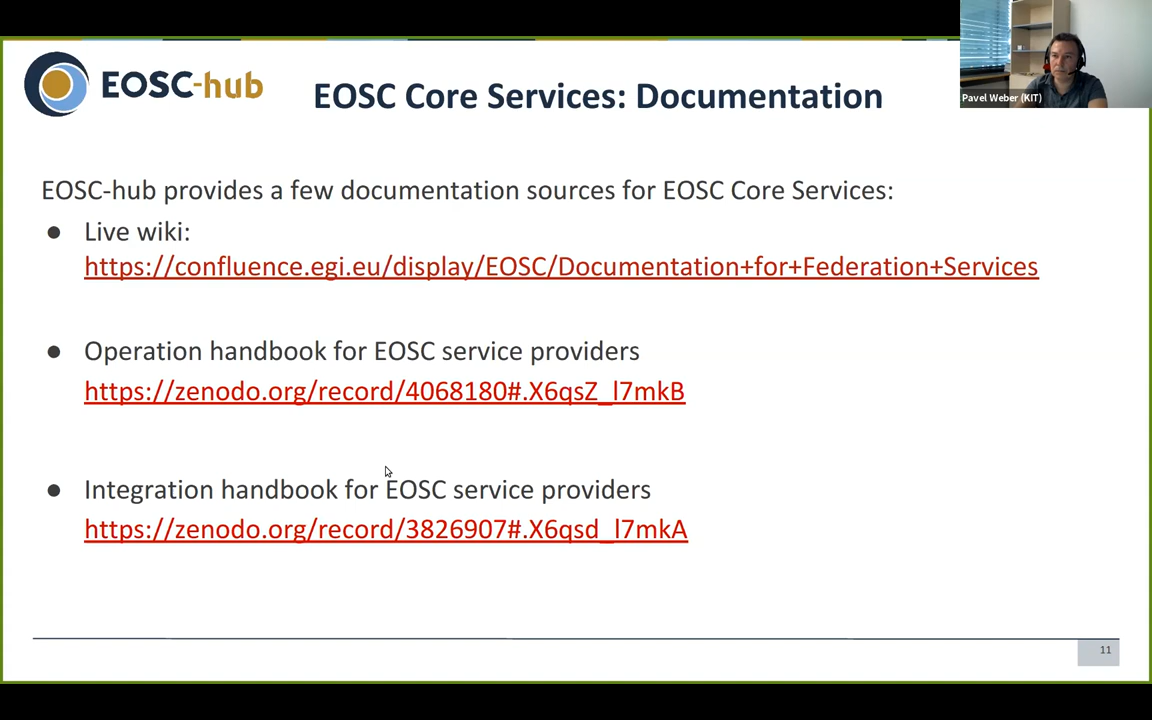 EOSC-hub
EOSC Core Services: Documentation
Pavel Weber (KIT)
EOSC-hub provides a few documentation sources for EOSC Core Services:
● Live wiki:
https://confluence.egi.eu/display/EOSC/Documentation+for+Federation+Services
● Operation handbook for EOSC service providers
https://zenodo.org/record/4068180#.X6qsZ_l7mkB
● Integration handbook for EOSC service providers
https://zenodo.org/record/3826907#.X6qsd_l7mkA
11